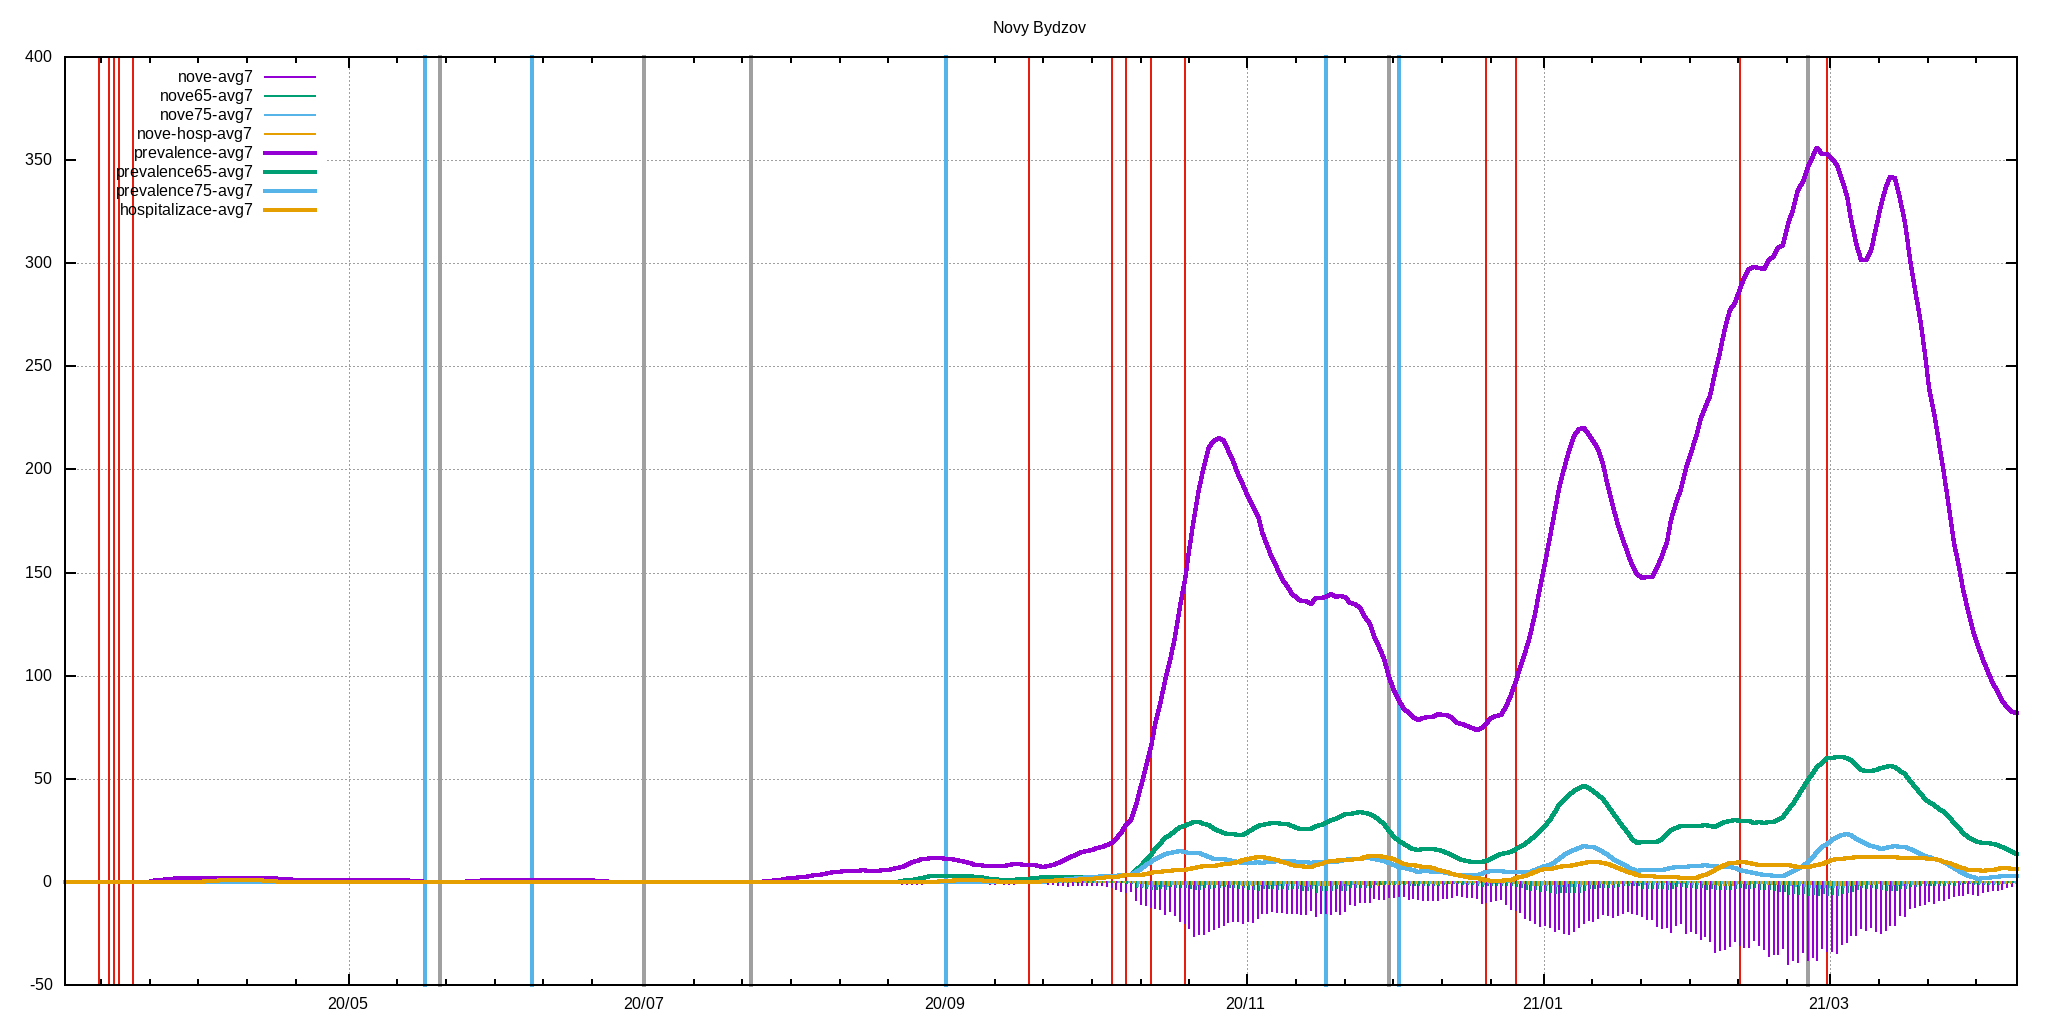 Novy Bydzov
400
350
300
250
200
150
100
50
0
-50
nove-avg7
nove65-avg7
nove75-avg7
nove-hosp-avg7
prevalence-avg7
prevalence65-avg7
prevalence75-avg7
hospitalizace-avg7
20/05
20/07
20/09
20/11
21/01
21/03